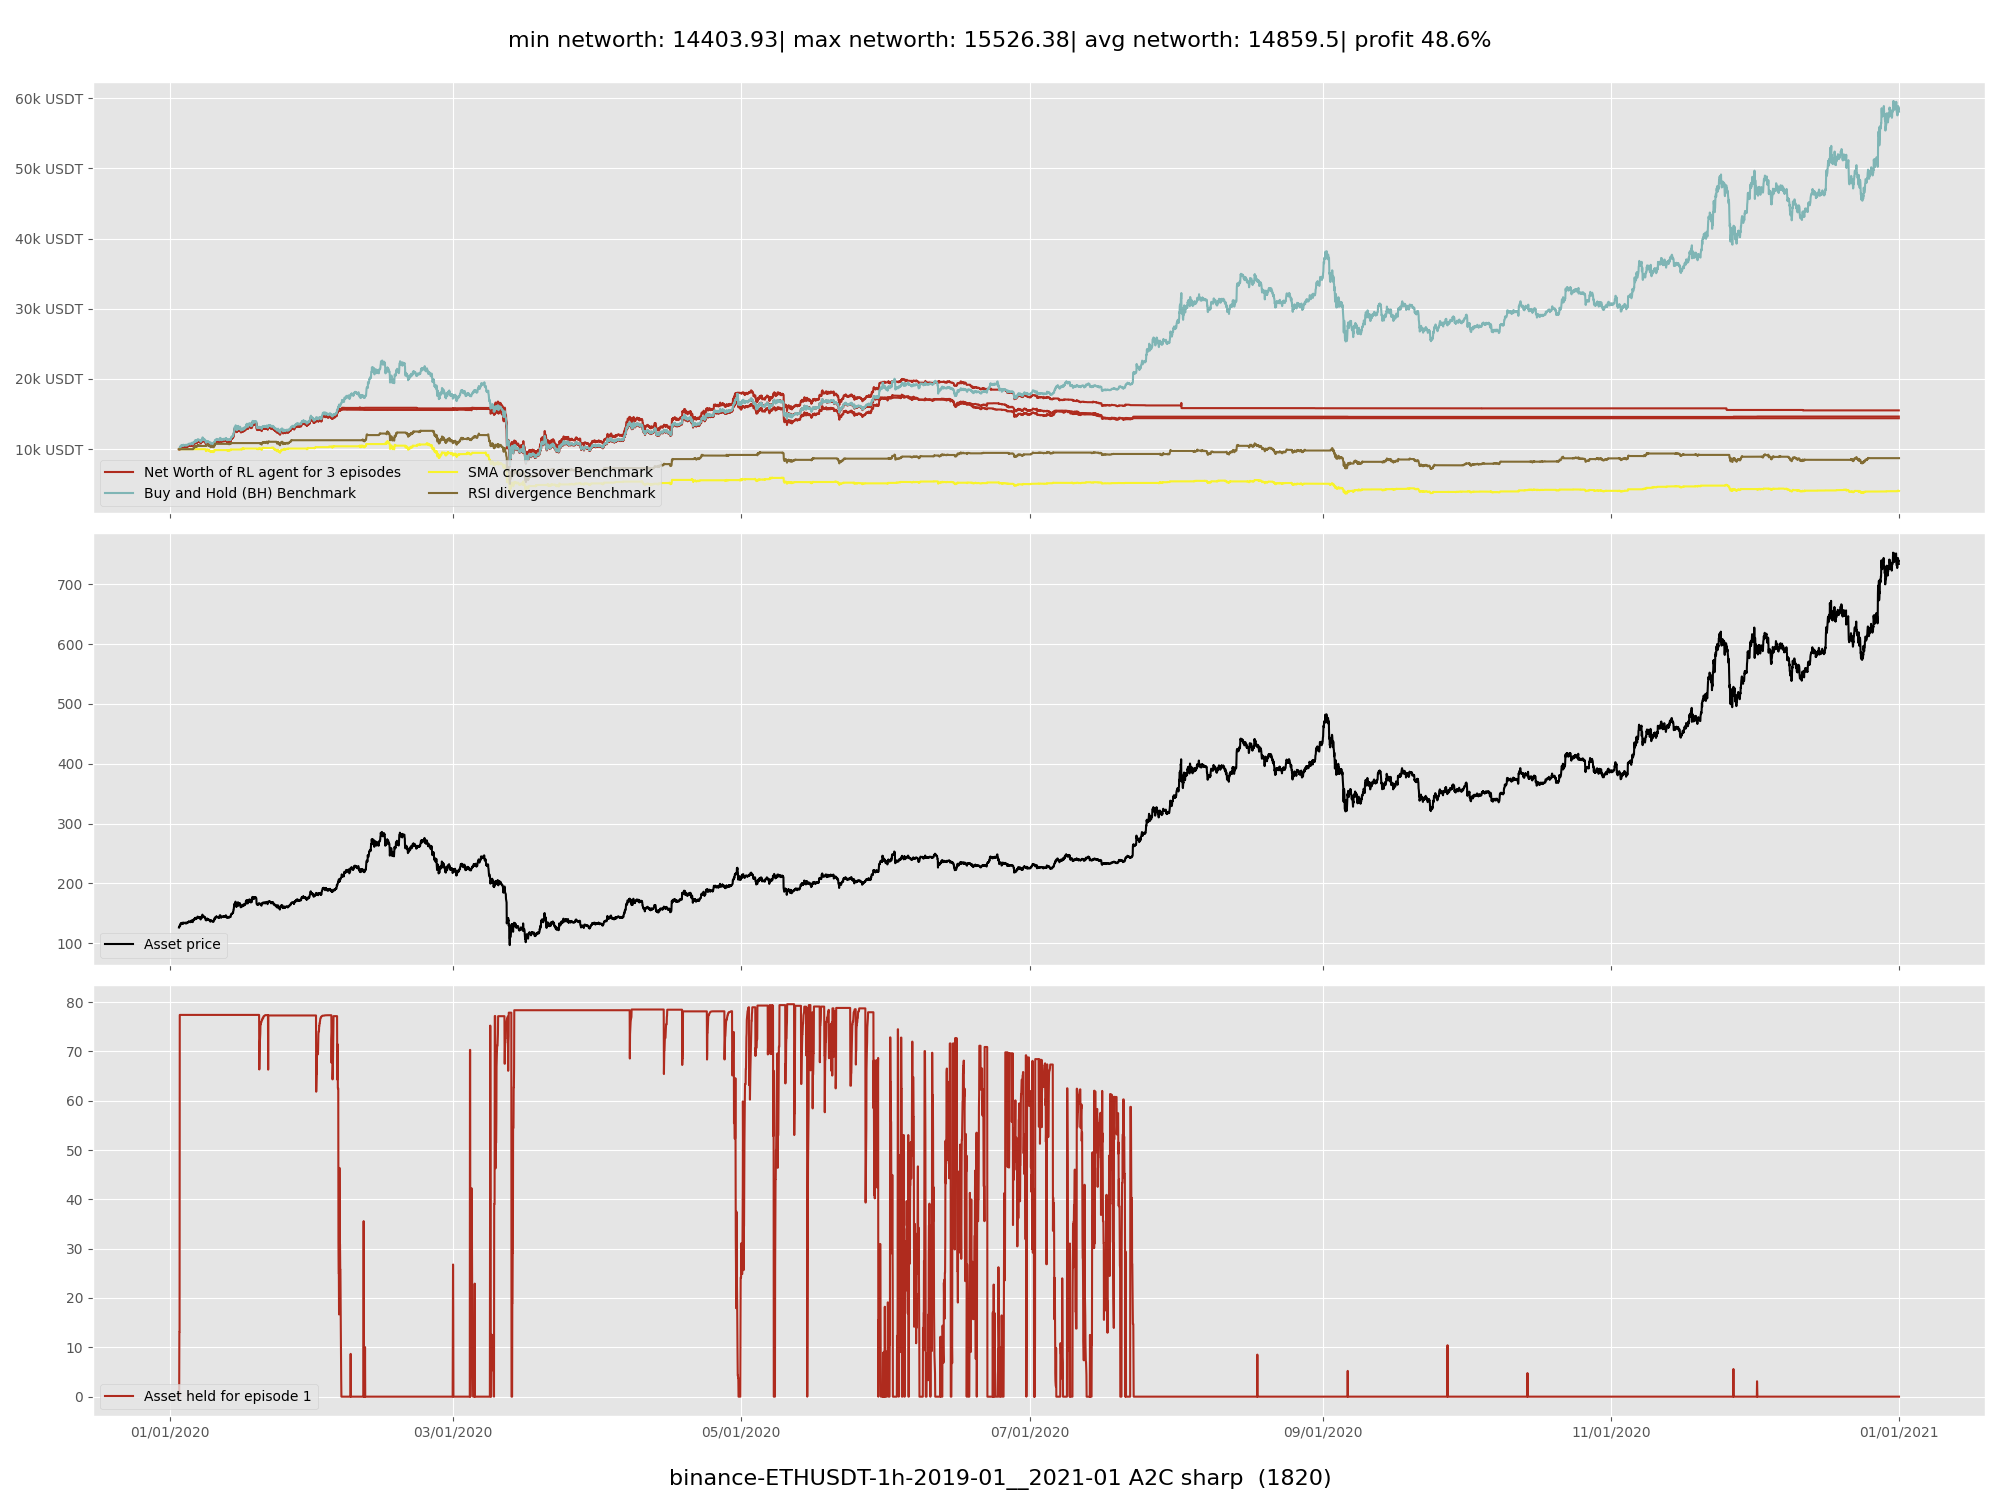 min networth: 14403.93| max networth: 15526.38| avg networth: 14859.5| profit 48.6%
60k USDT
50k USDT
40k USDT
30k USDT
20k USDT
10k USDT
Net Worth of RL agent for 3 episodes
Buy and Hold (BH) Benchmark
SMA crossover Benchmark
RSI divergence Benchmark
700
600
500
400
300
200
100
Asset price
80
70
60
50
40
30
20
10
0
Asset held for episode 1
01/01/2020 03/01/2020 05/01/2020 07/01/2020 09/01/2020 11/01/2020 01/01/2021
binance-ETHUSDT-1h-2019-01__2021-01 A2C sharp (1820)